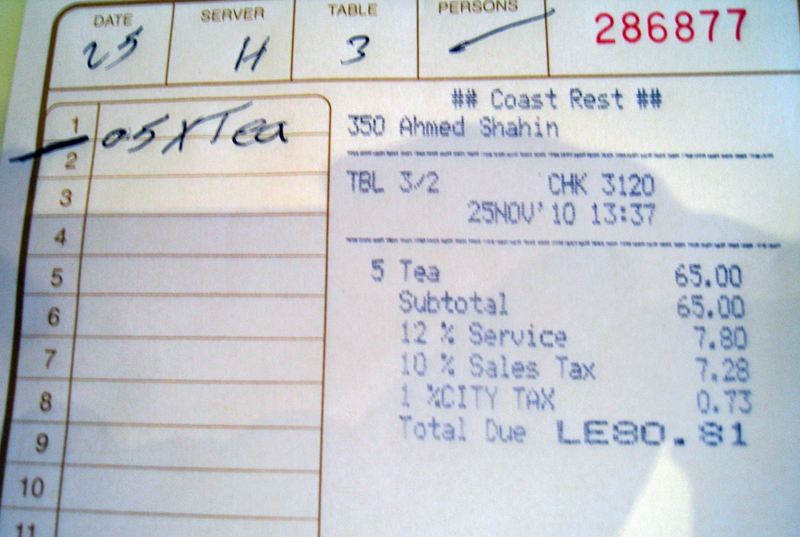 DATE SERVER TABLE PERSONS
25 H 3
286877
1 05 X Tea
2
3
4
5
6
7
8
9
10
11
## Coast Rest ##
350 Ahmed Shahin
TBL 3/2 CHK 3120
25NOV'10 13:37
5 Tea 65.00
Subtotal 65.00
12 % Service 7.80
10 % Sales Tax 7.28
1 %CITY TAX 0.73
Total Due LE80.81